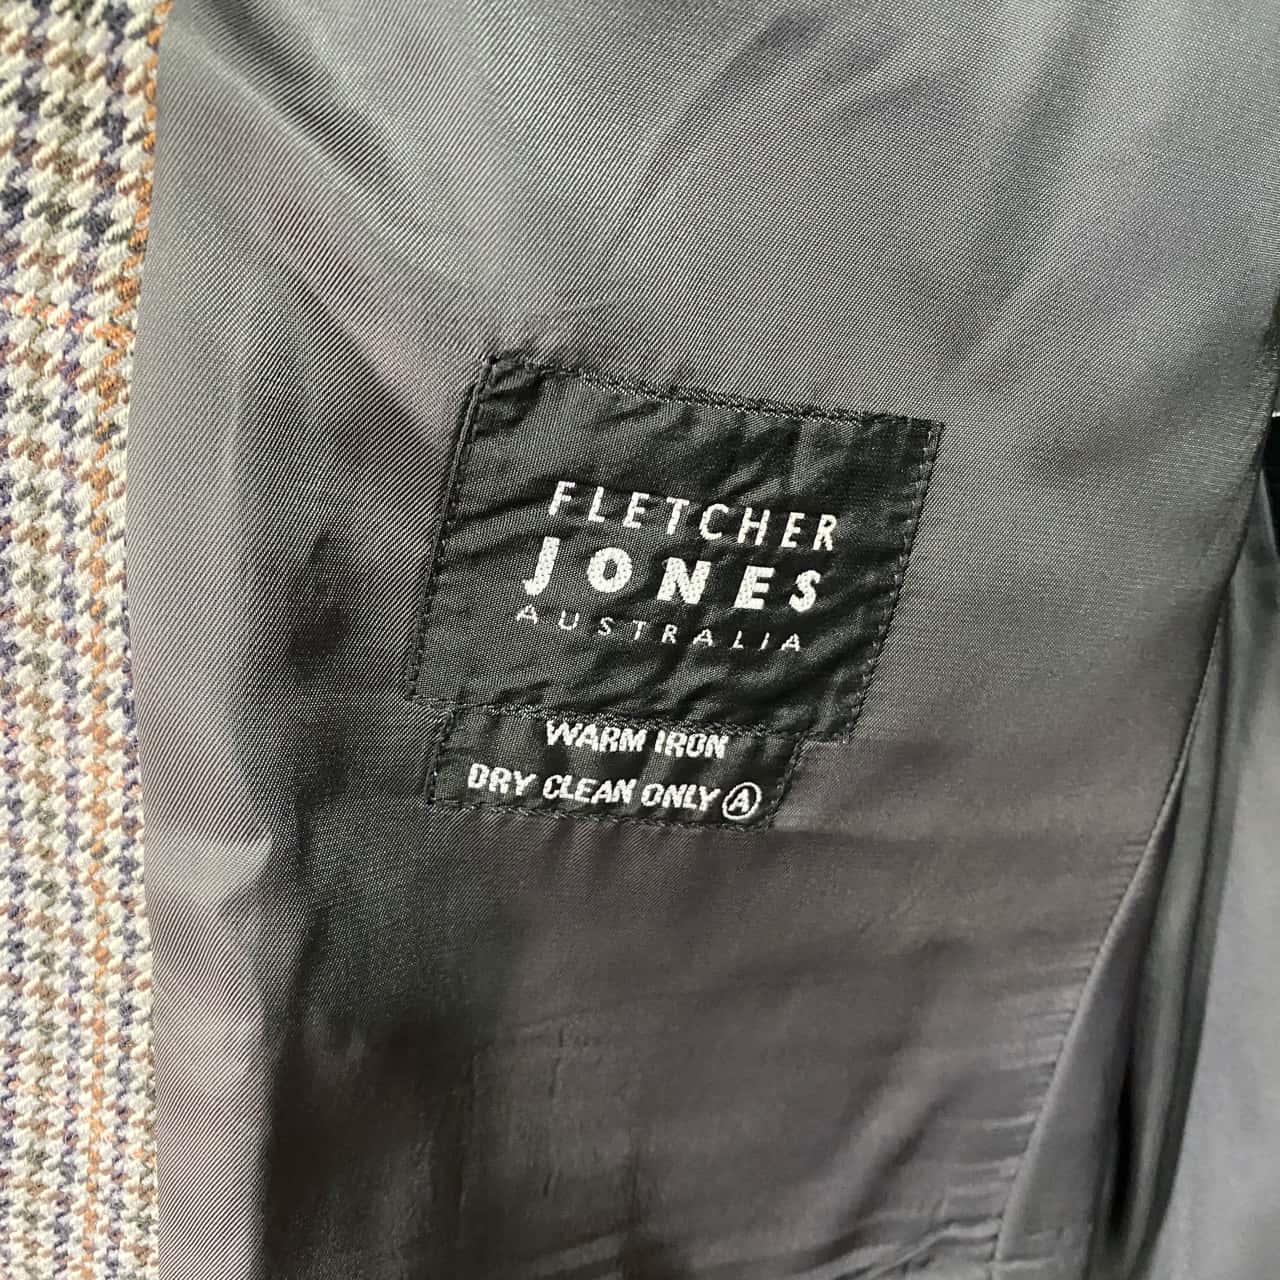 FLETCHER
JONES
AUSTRALIA
WARM IRON
DRY CLEAN ONLY Ⓐ